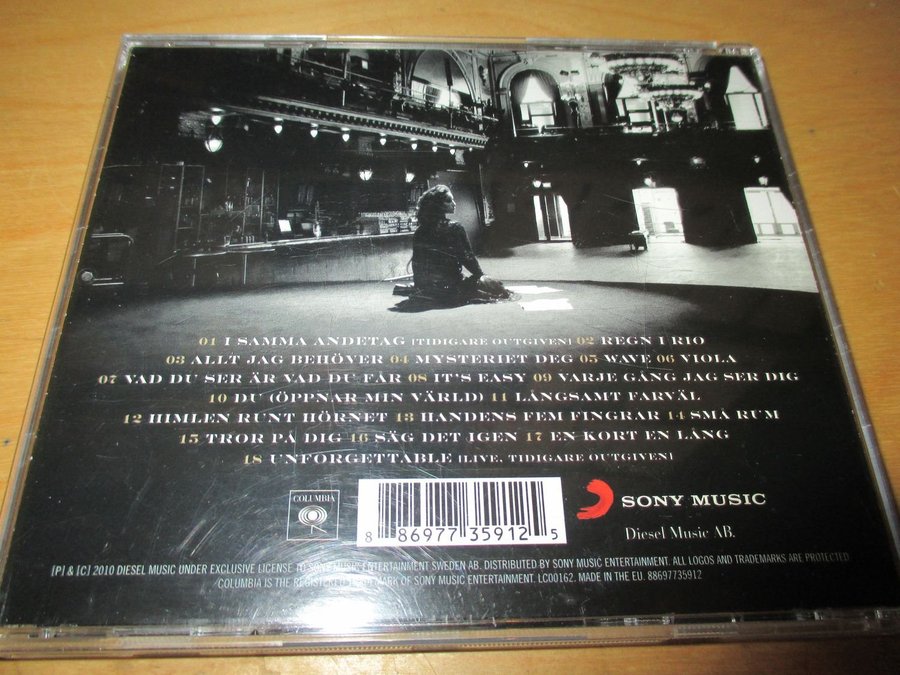 01 I SAMMA ANDETAG [TIDIGARE OUTGIVEN] 02 REGN I RIO
03 ALLT JAG BEHÖVER 04 MYSTERIET DEG 05 WAVE 06 VIOLA
07 VAD DU SER ÄR VAD DU FÅR 08 IT'S EASY 09 VARJE GÅNG JAG SER DIG
10 DU (ÖPPNAR MIN VÄRLD) 11 LÅNGSAMT FARVÄL
12 HIMLEN RUNT HÖRNET 13 HANDENS FEM FINGRAR 14 SMÅ RUM
15 TROR PÅ DIG 16 SÄG DET IGEN 17 EN KORT EN LÅNG
18 UNFORGETTABLE [LIVE, TIDIGARE OUTGIVEN]
COLUMBIA
8 86977 35912 5
SONY MUSIC
Diesel Music AB.
[P] & [C] 2010 DIESEL MUSIC UNDER EXCLUSIVE LICENSE TO SONY MUSIC ENTERTAINMENT SWEDEN AB. DISTRIBUTED BY SONY MUSIC ENTERTAINMENT. ALL LOGOS AND TRADEMARKS ARE PROTECTED.
COLUMBIA IS THE REGISTERED TRADEMARK OF SONY MUSIC ENTERTAINMENT. LC00162. MADE IN THE EU. 88697735912